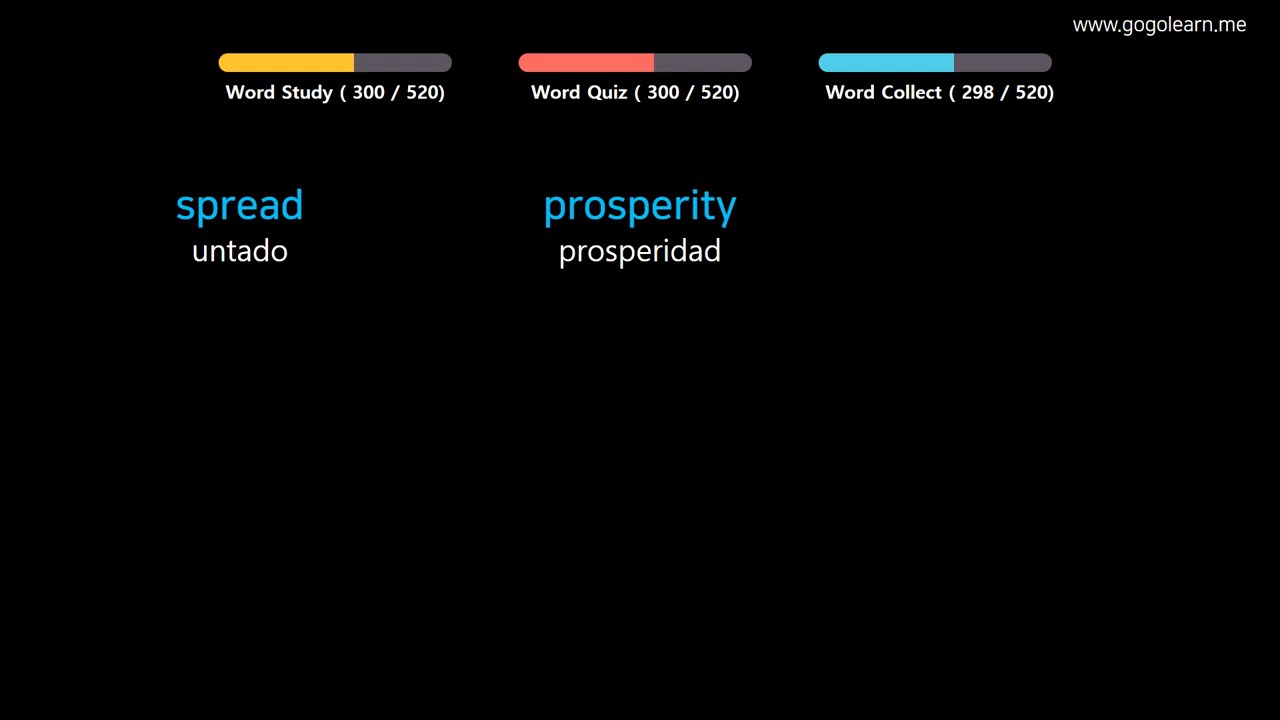 www.gogolearn.me
Word Study ( 300 / 520)
Word Quiz ( 300 / 520)
Word Collect ( 298 / 520)
spread
untado
prosperity
prosperidad